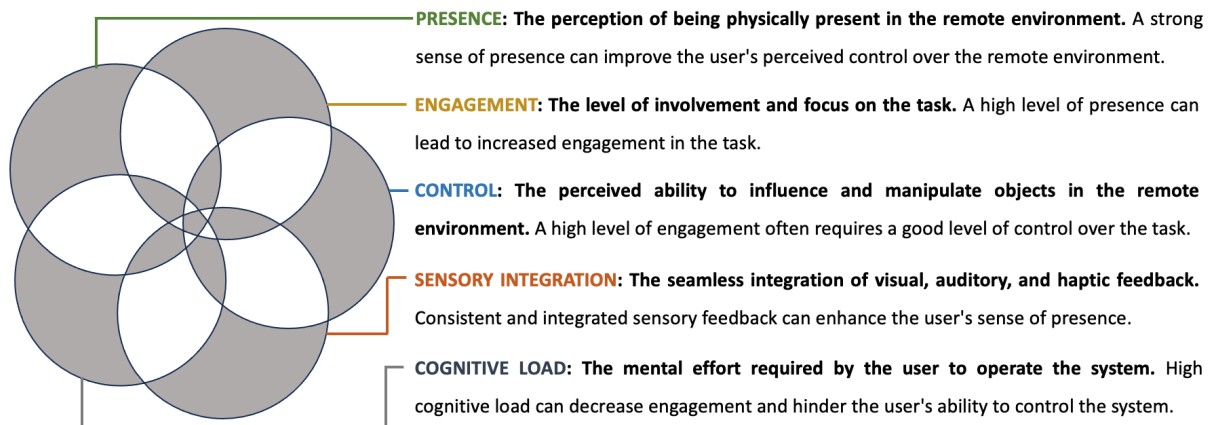 PRESENCE: The perception of being physically present in the remote environment. A strong
sense of presence can improve the user's perceived control over the remote environment.
ENGAGEMENT: The level of involvement and focus on the task. A high level of presence can
lead to increased engagement in the task.
CONTROL: The perceived ability to influence and manipulate objects in the remote
environment. A high level of engagement often requires a good level of control over the task.
SENSORY INTEGRATION: The seamless integration of visual, auditory, and haptic feedback.
Consistent and integrated sensory feedback can enhance the user's sense of presence.
COGNITIVE LOAD: The mental effort required by the user to operate the system. High
cognitive load can decrease engagement and hinder the user's ability to control the system.